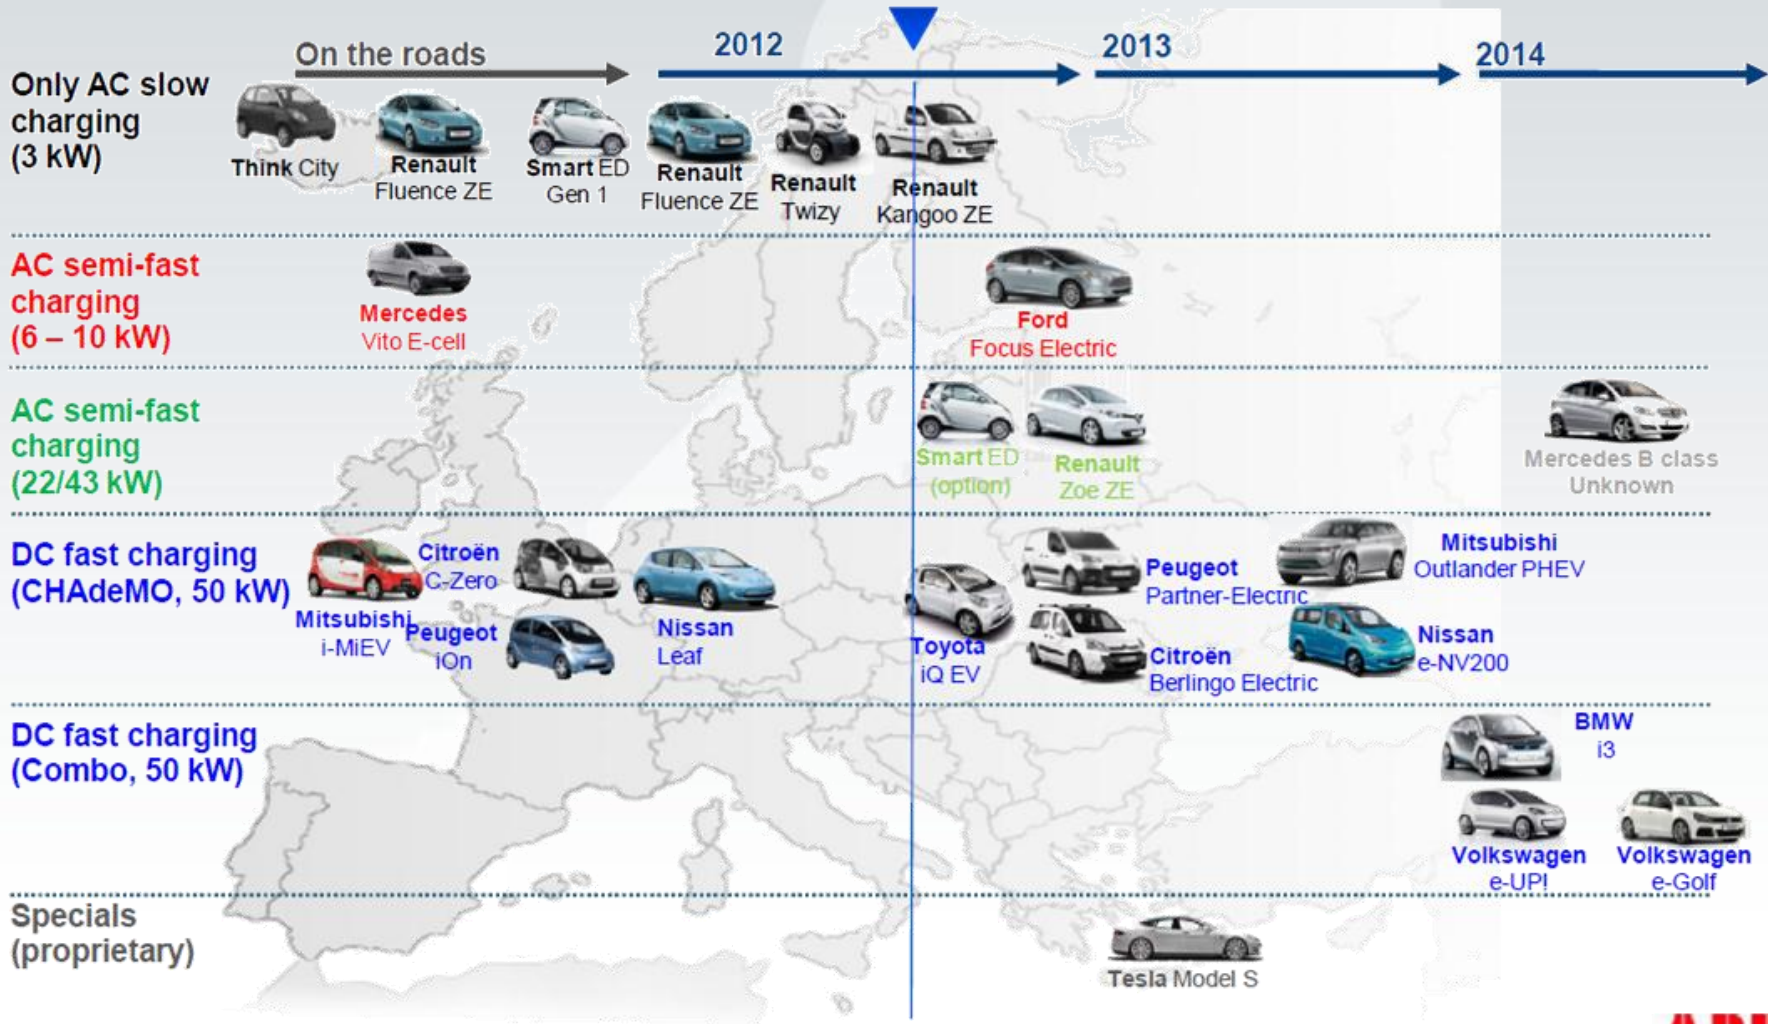 On the roads
2012
2013
2014
Only AC slow
charging
(3 kW)
Think City
Renault
Fluence ZE
Smart ED
Gen 1
Renault
Fluence ZE
Renault
Twizy
Renault
Kangoo ZE
AC semi-fast
charging
(6 – 10 kW)
Mercedes
Vito E-cell
Ford
Focus Electric
AC semi-fast
charging
(22/43 kW)
Smart ED
(option)
Renault
Zoe ZE
Mercedes B class
Unknown
DC fast charging
(CHAdeMO, 50 kW)
Mitsubishi
i-MiEV
Citroën
C-Zero
Peugeot
iOn
Nissan
Leaf
Toyota
iQ EV
Peugeot
Partner-Electric
Citroën
Berlingo Electric
Mitsubishi
Outlander PHEV
Nissan
e-NV200
DC fast charging
(Combo, 50 kW)
BMW
i3
Volkswagen
e-UP!
Volkswagen
e-Golf
Specials
(proprietary)
Tesla Model S